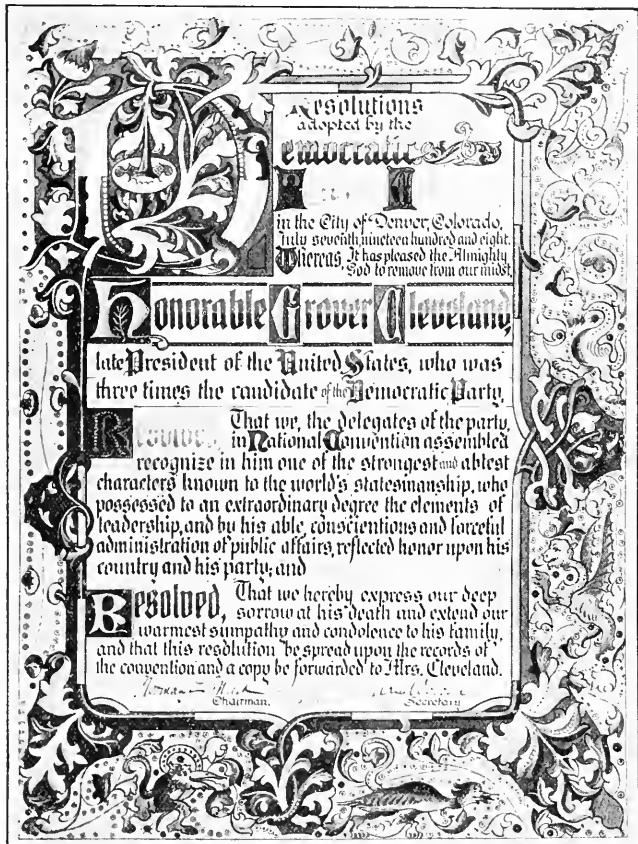 Resolutions
adopted by the
Democratic
in the City of Denver, Colorado,
July seventh, nineteen hundred and eight.
Whereas, It has pleased the Almighty
God to remove from our midst,
Honorable Grover Cleveland,
late President of the United States, who was
three times the candidate of the Democratic Party,
That we, the delegates of the party,
in National Convention assembled
recognize in him one of the strongest and ablest
characters known to the world's statesmanship, who
possessed to an extraordinary degree the elements of
leadership, and by his able, conscientious and forceful
administration of public affairs, reflected honor upon his
country and his party; and
Resolved, That we hereby express our deep
sorrow at his death and extend our
warmest sympathy and condolence to his family,
and that this resolution be spread upon the records of
the convention and a copy be forwarded to Mrs. Cleveland.
Chairman. Secretary